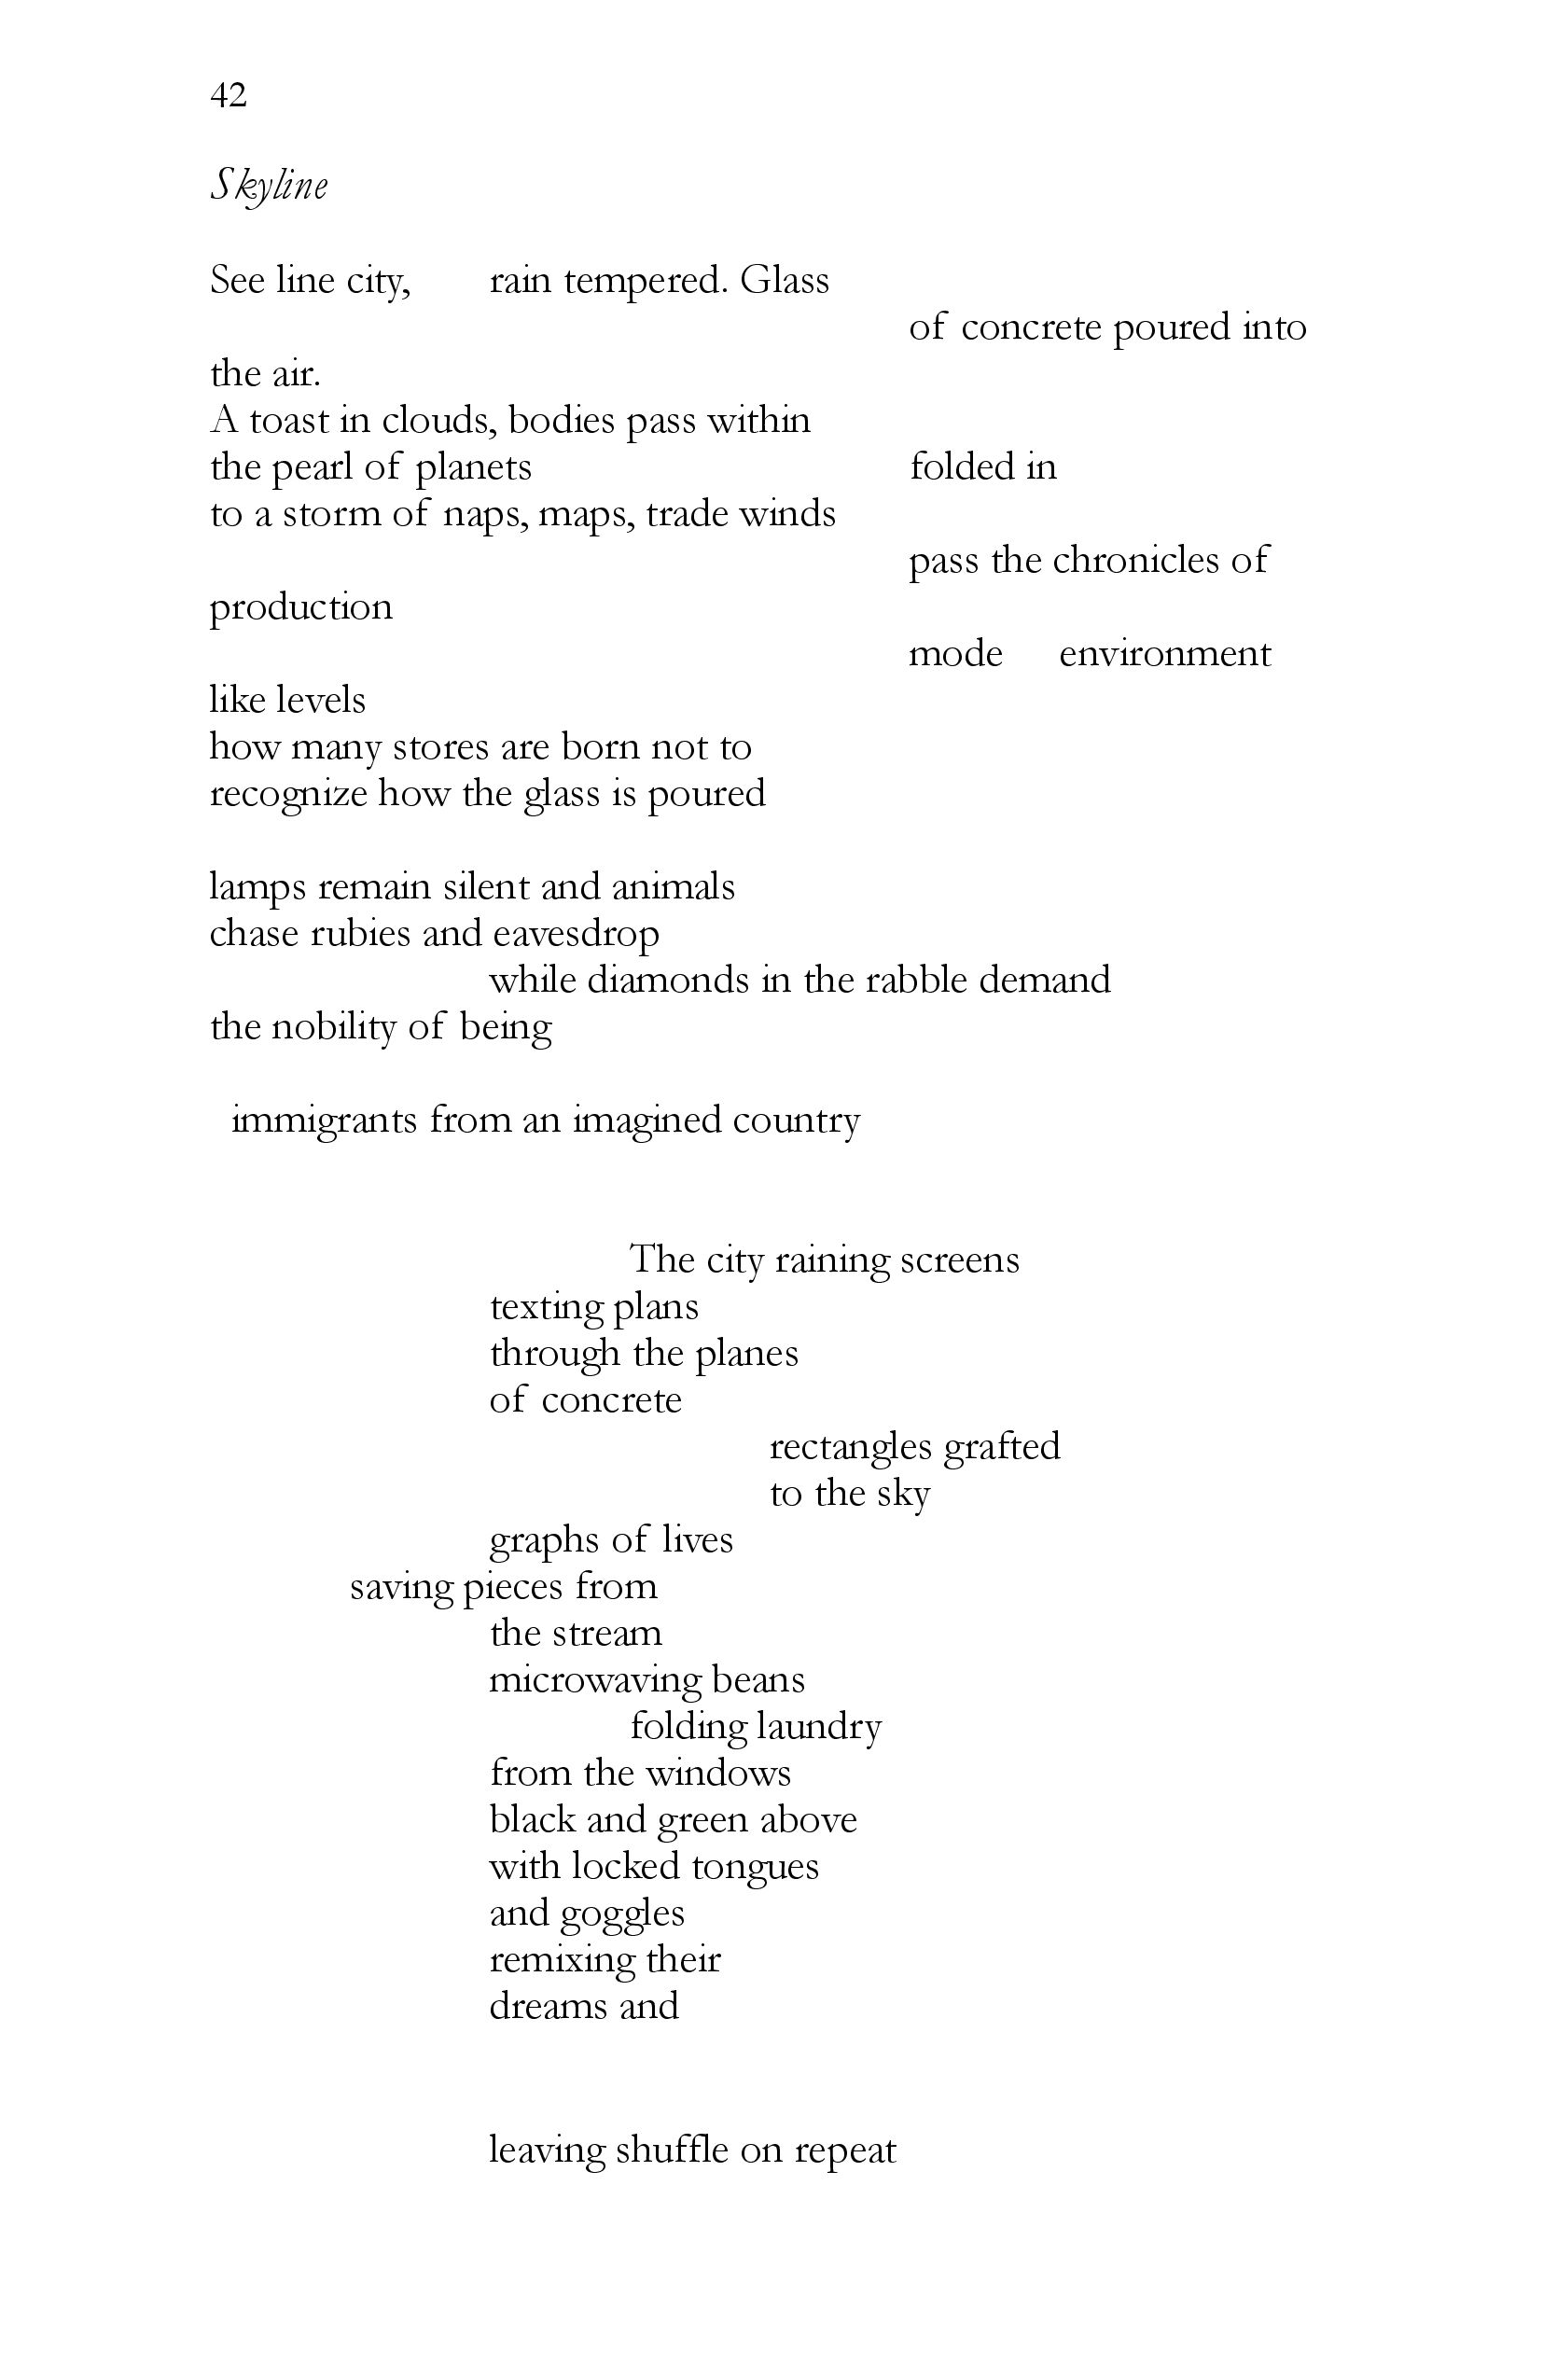 42
Skyline
See line city, rain tempered. Glass
of concrete poured into
the air.
A toast in clouds, bodies pass within
the pearl of planets folded in
to a storm of naps, maps, trade winds
pass the chronicles of
production
mode environment
like levels
how many stores are born not to
recognize how the glass is poured
lamps remain silent and animals
chase rubies and eavesdrop
while diamonds in the rabble demand
the nobility of being
immigrants from an imagined country
The city raining screens
texting plans
through the planes
of concrete
rectangles grafted
to the sky
graphs of lives
saving pieces from
the stream
microwaving beans
folding laundry
from the windows
black and green above
with locked tongues
and goggles
remixing their
dreams and
leaving shuffle on repeat